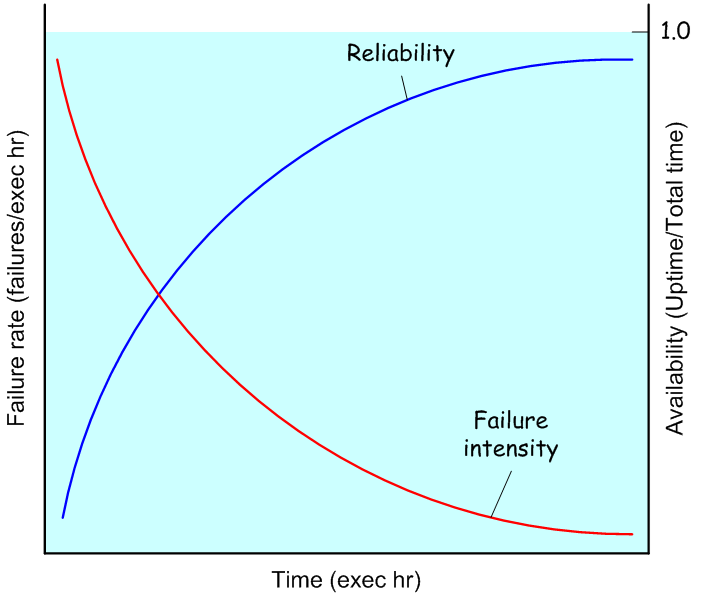 1.0
Reliability
Failure rate (failures/exec hr)
Availability (Uptime/Total time)
Failure
intensity
Time (exec hr)